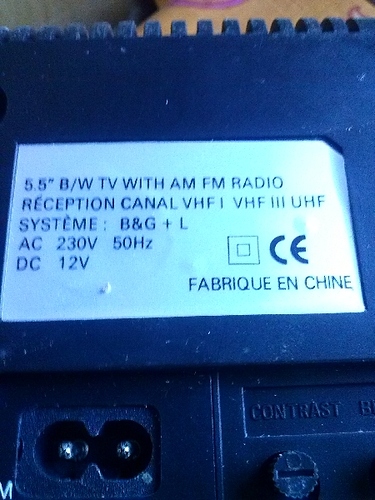 5.5" B/W TV WITH AM FM RADIO
RÉCEPTION CANAL VHF I VHF III UHF
SYSTÈME : B&G + L
AC 230V 50Hz
DC 12V
CE
FABRIQUE EN CHINE
CONTRAST
M